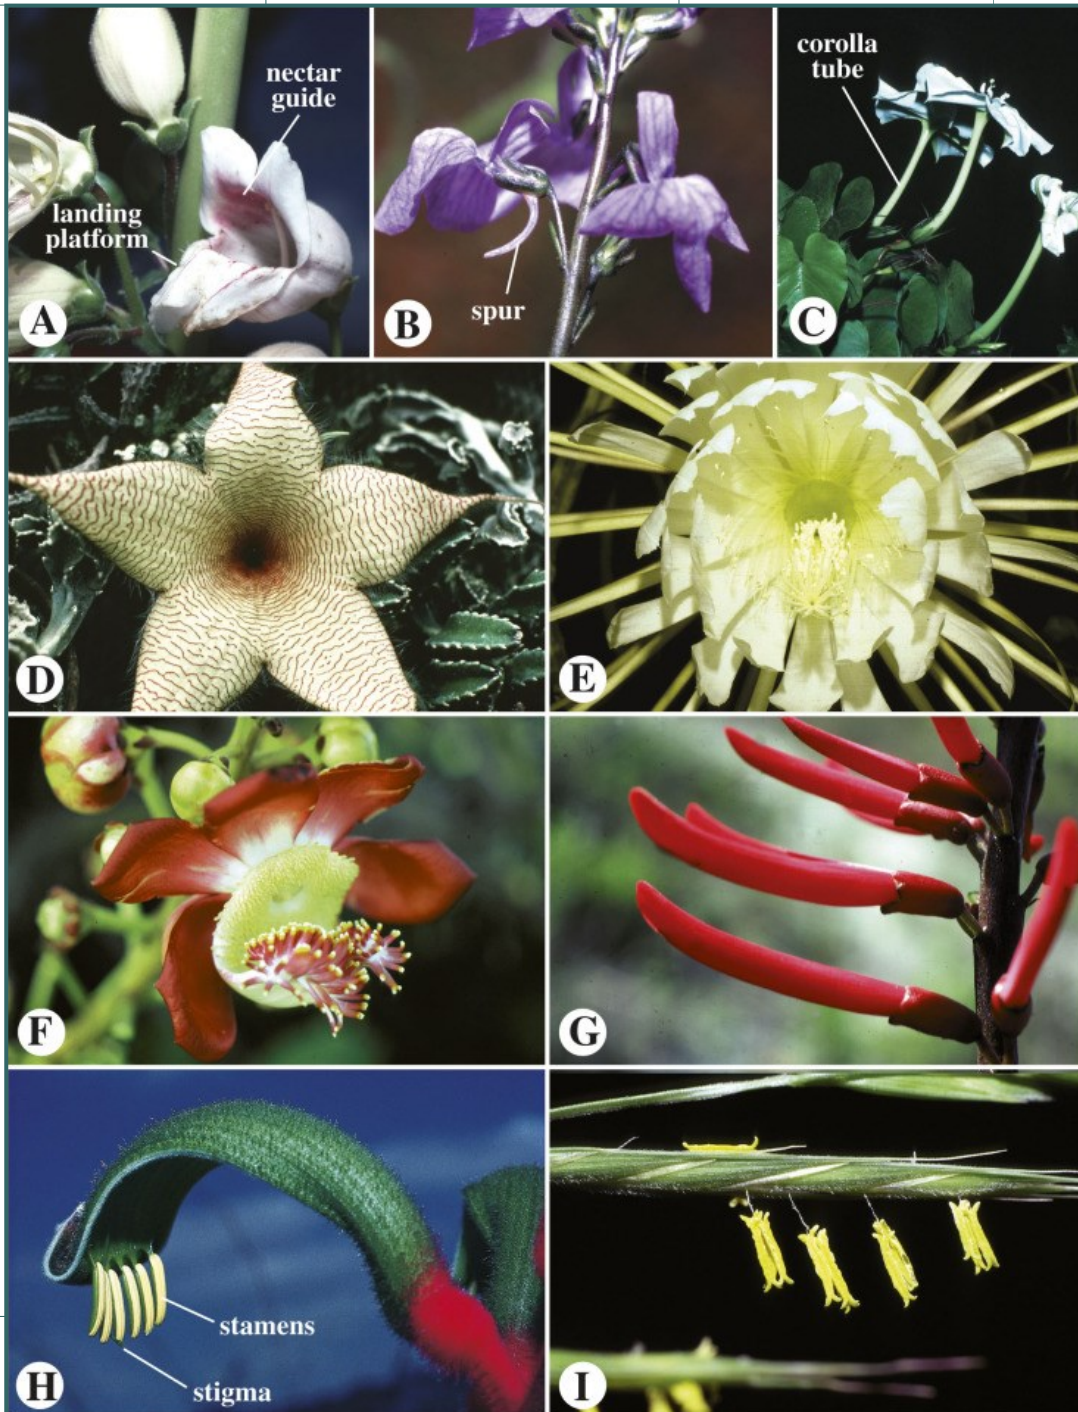 nectar
guide
landing
platform
A
spur
B
corolla
tube
C
D
E
F
G
stamens
stigma
H
I